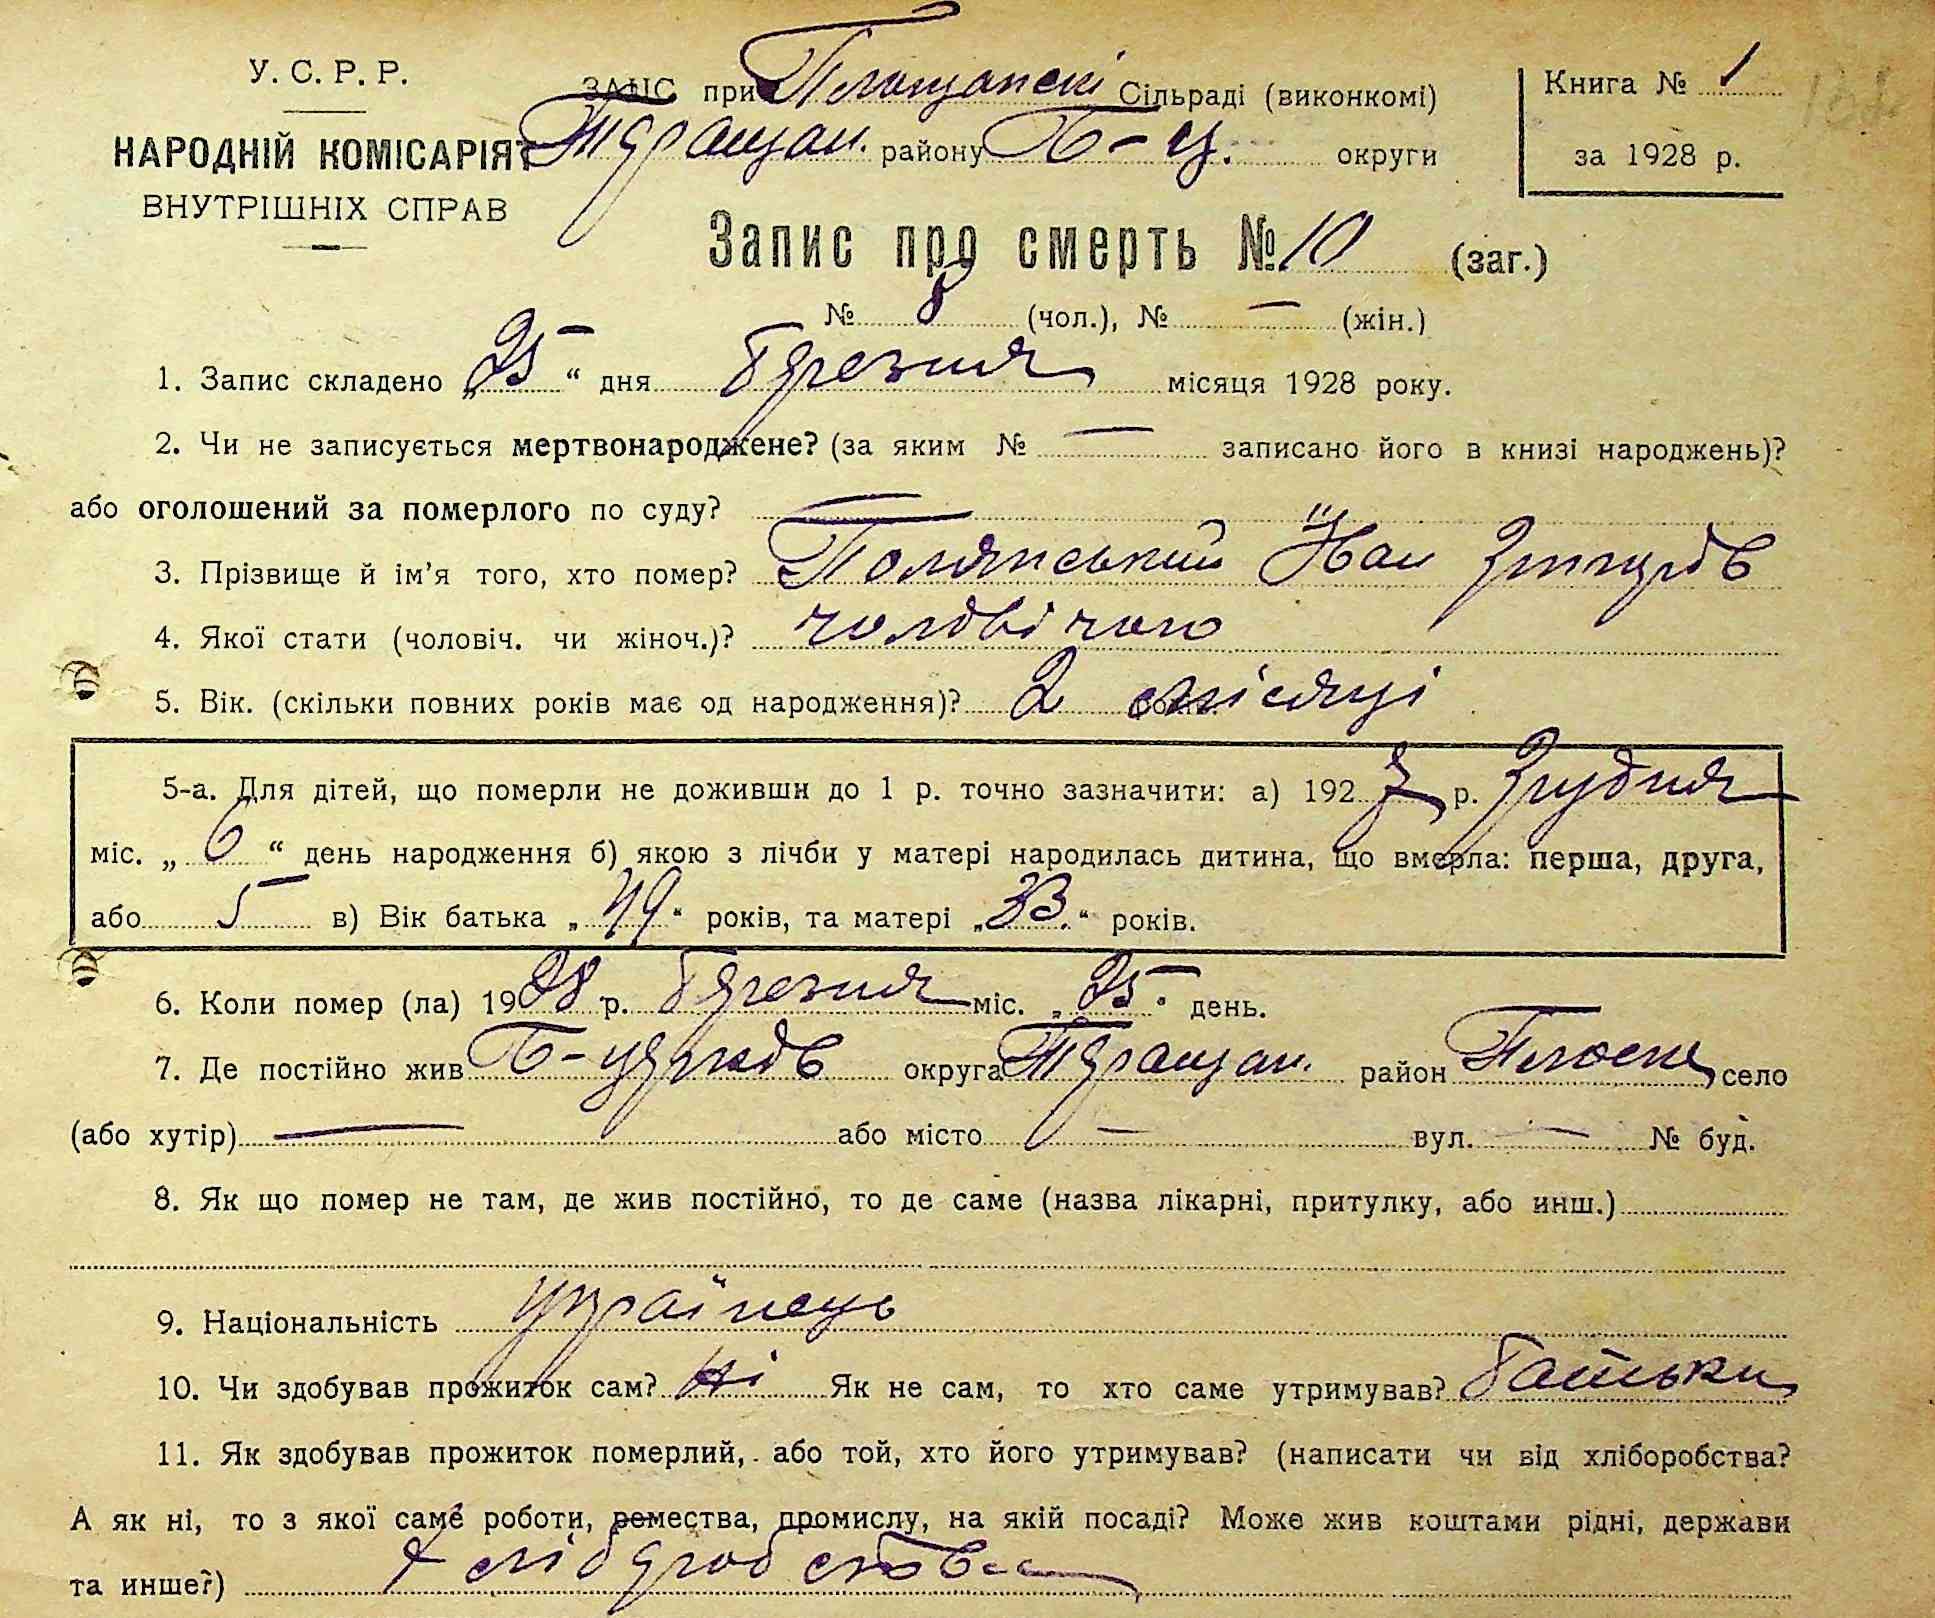 У. С. Р. Р.
НАРОДНІЙ КОМІСАРІЯТ
ВНУТРІШНІХ СПРАВ
ЗАГС при Площанскі Сільраді (виконкомі)
Таращан. району Б-Ц. округи
Книга № 1
за 1928 р.
Запис про смерть № 10 (заг.)
№ 8 (чол.), № — (жін.)
1. Запис складено „25“ дня березня місяця 1928 року.
2. Чи не записується мертвонароджене? (за яким № — записано його в книзі народжень)?
або оголошений за померлого по суду? —
3. Прізвище й ім'я того, хто помер? Полянський Йван
4. Якої стати (чоловіч. чи жіноч.)? чоловічого
5. Вік. (скільки повних років має од народження)? 2 місяці
5-а. Для дітей, що померли не доживши до 1 р. точно зазначити: а) 1927 р. Грудня
міс. „6“ день народження б) якою з лічби у матері народилась дитина, що вмерла: перша, друга,
або 5 в) Вік батька „49“ років, та матері „33.“ років.
6. Коли помер (ла) 1928 р. березня міс. „25“ день.
7. Де постійно жив Б-церков округа Таращан. район Плоске село
(або хутір) — або місто — вул. — № буд.
8. Як що помер не там, де жив постійно, то де саме (назва лікарні, притулку, або инш.)
9. Національність українець
10. Чи здобував прожиток сам? ні Як не сам, то хто саме утримував? батьки
11. Як здобував прожиток померлий, або той, хто його утримував? (написати чи від хліборобства?
А як ні, то з якої саме роботи, ремества, промислу, на якій посаді? Може жив коштами рідні, держави
та инше?) хліборобства